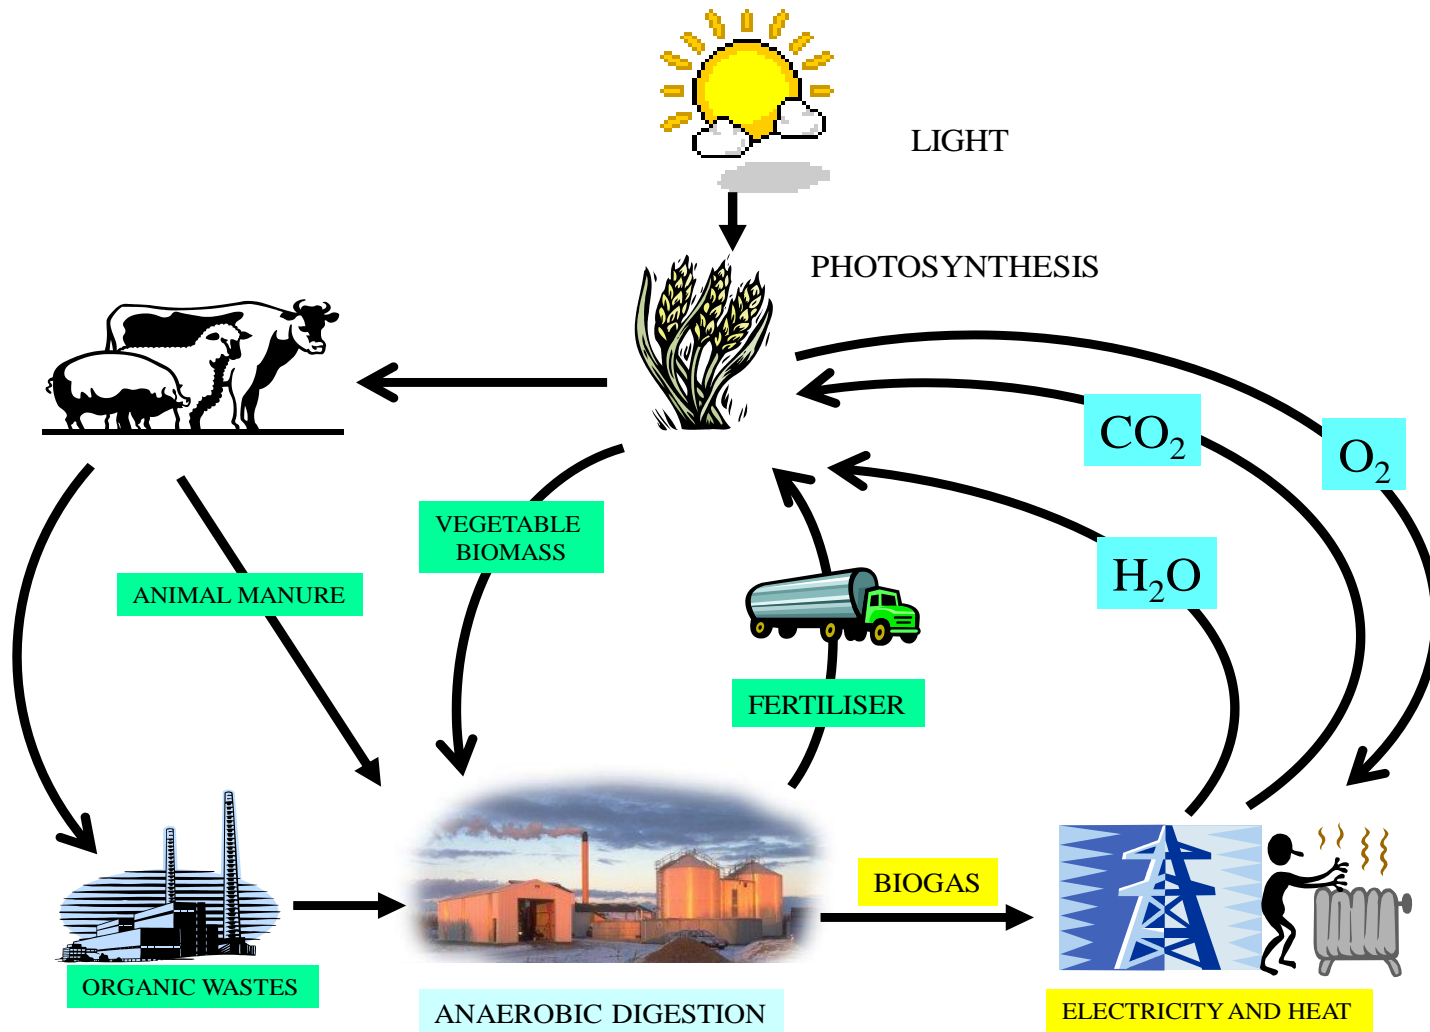 LIGHT
PHOTOSYNTHESIS
CO₂
O₂
VEGETABLE
BIOMASS
H₂O
ANIMAL MANURE
FERTILISER
BIOGAS
ORGANIC WASTES
ANAEROBIC DIGESTION
ELECTRICITY AND HEAT